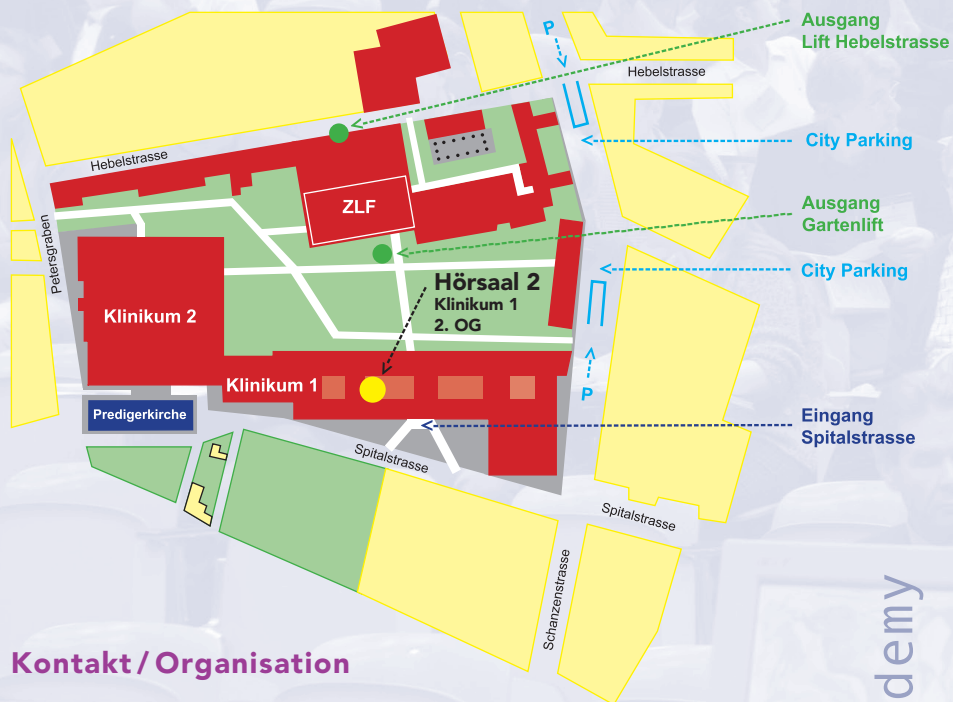 P
Ausgang
Lift Hebelstrasse
Hebelstrasse
City Parking
Hebelstrasse
ZLF
Ausgang
Gartenlift
Petersgraben
City Parking
Hörsaal 2
Klinikum 1
2. OG
Klinikum 2
Klinikum 1
P
Predigerkirche
Eingang
Spitalstrasse
Spitalstrasse
Spitalstrasse
Schanzenstrasse
demy
Kontakt / Organisation